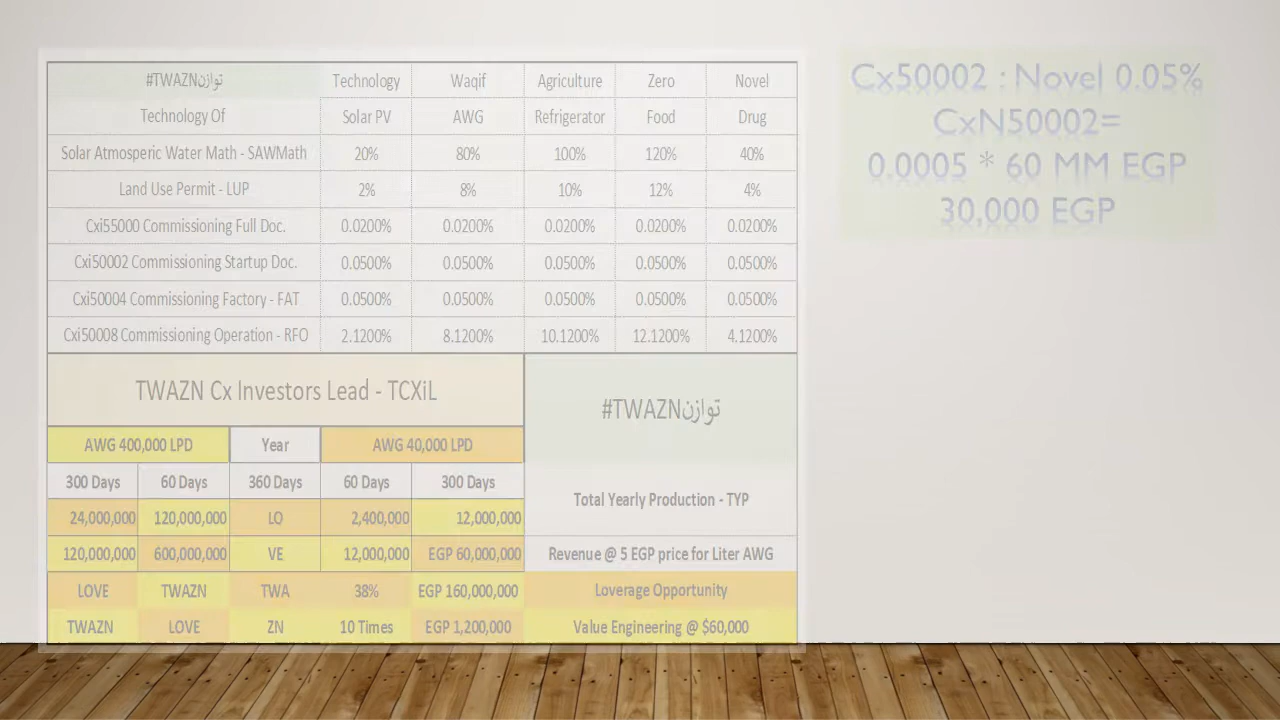 #TWAZNتوازن Technology Waqif Agriculture Zero Novel
Technology Of Solar PV AWG Refrigerator Food Drug
Solar Atmosperic Water Math - SAWMath 20% 80% 100% 120% 40%
Land Use Permit - LUP 2% 8% 10% 12% 4%
Cxi55000 Commissioning Full Doc. 0.0200% 0.0200% 0.0200% 0.0200% 0.0200%
Cxi50002 Commissioning Startup Doc. 0.0500% 0.0500% 0.0500% 0.0500% 0.0500%
Cxi50004 Commissioning Factory - FAT 0.0500% 0.0500% 0.0500% 0.0500% 0.0500%
Cxi50008 Commissioning Operation - RFO 2.1200% 8.1200% 10.1200% 12.1200% 4.1200%
TWAZN Cx Investors Lead - TCXiL
#TWAZNتوازن
AWG 400,000 LPD Year AWG 40,000 LPD
300 Days 60 Days 360 Days 60 Days 300 Days
Total Yearly Production - TYP
24,000,000 120,000,000 LO 2,400,000 12,000,000
120,000,000 600,000,000 VE 12,000,000 EGP 60,000,000 Revenue @ 5 EGP price for Liter AWG
LOVE TWAZN TWA 38% EGP 160,000,000 Loverage Opportunity
TWAZN LOVE ZN 10 Times EGP 1,200,000 Value Engineering @ $60,000
Cx50002 : Novel 0.05%
CxN50002=
0.0005 * 60 MM EGP
30,000 EGP